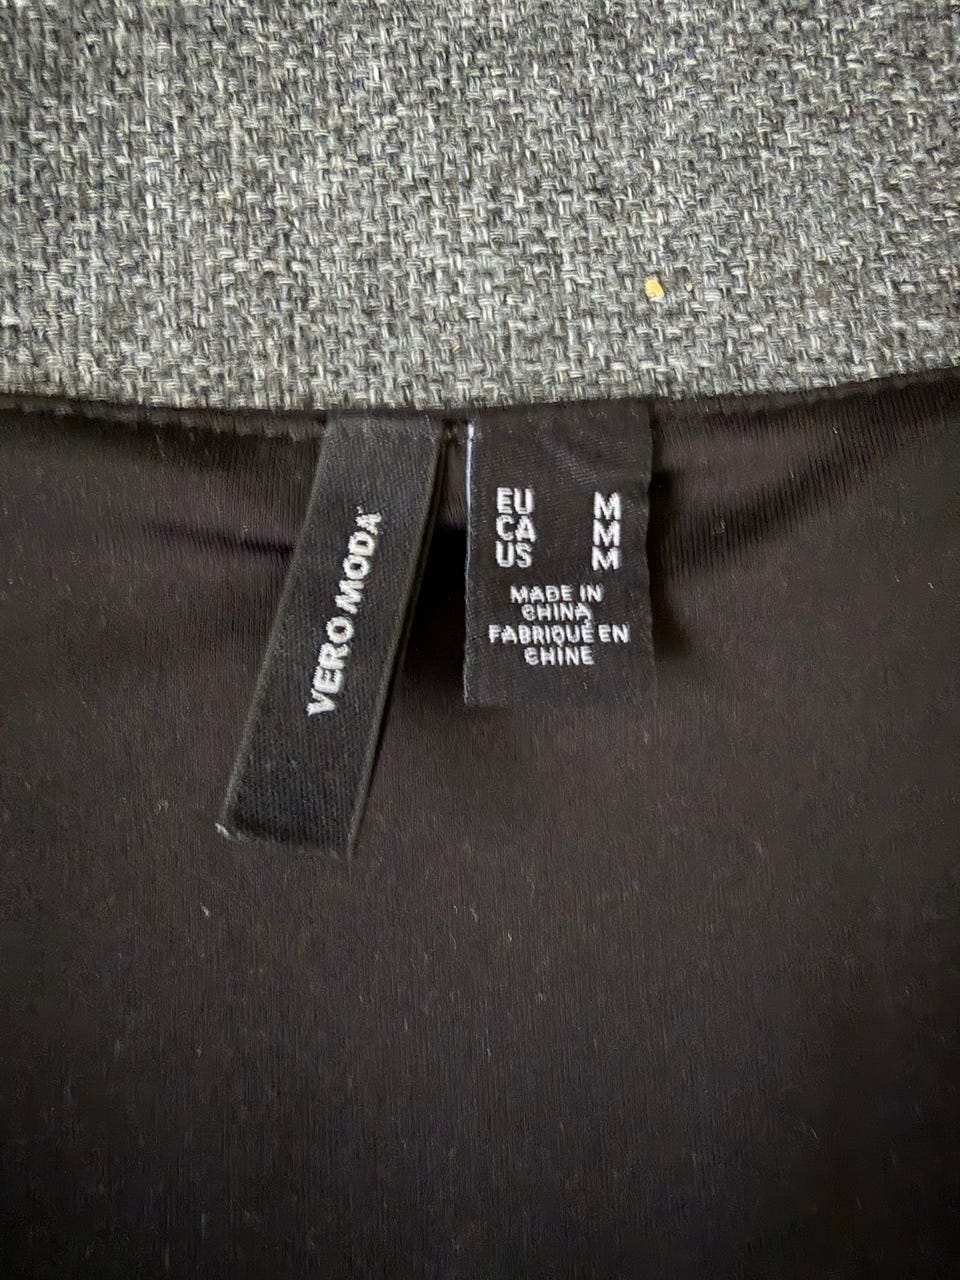 VERO MODA
EU M
CA M
US M
MADE IN
CHINA
FABRIQUÉ EN
CHINE